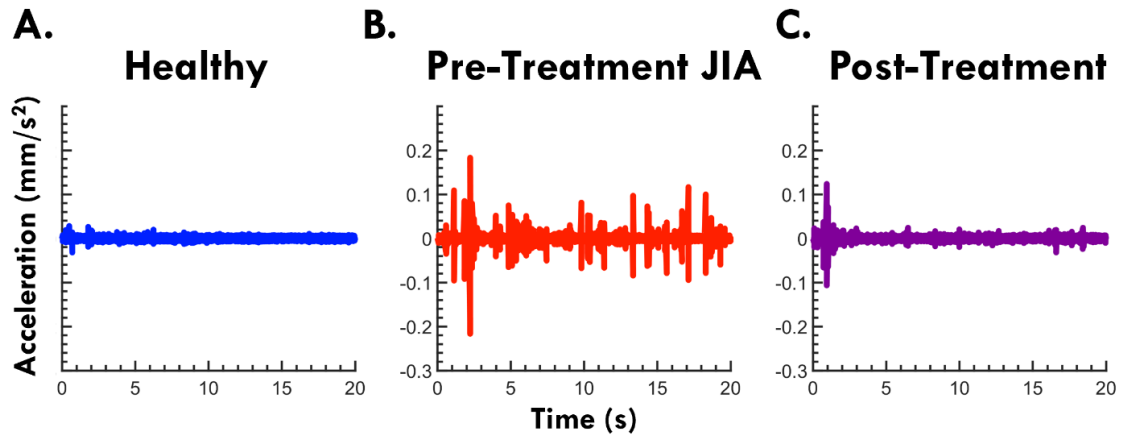 A.
Healthy
B.
Pre-Treatment JIA
C.
Post-Treatment
Acceleration (mm/s²)
0 5 10 15 20
0.2
0.1
0
-0.1
-0.2
-0.3
0 5 10 15 20
0.2
0.1
0
-0.1
-0.2
-0.3
0 5 10 15 20
Time (s)